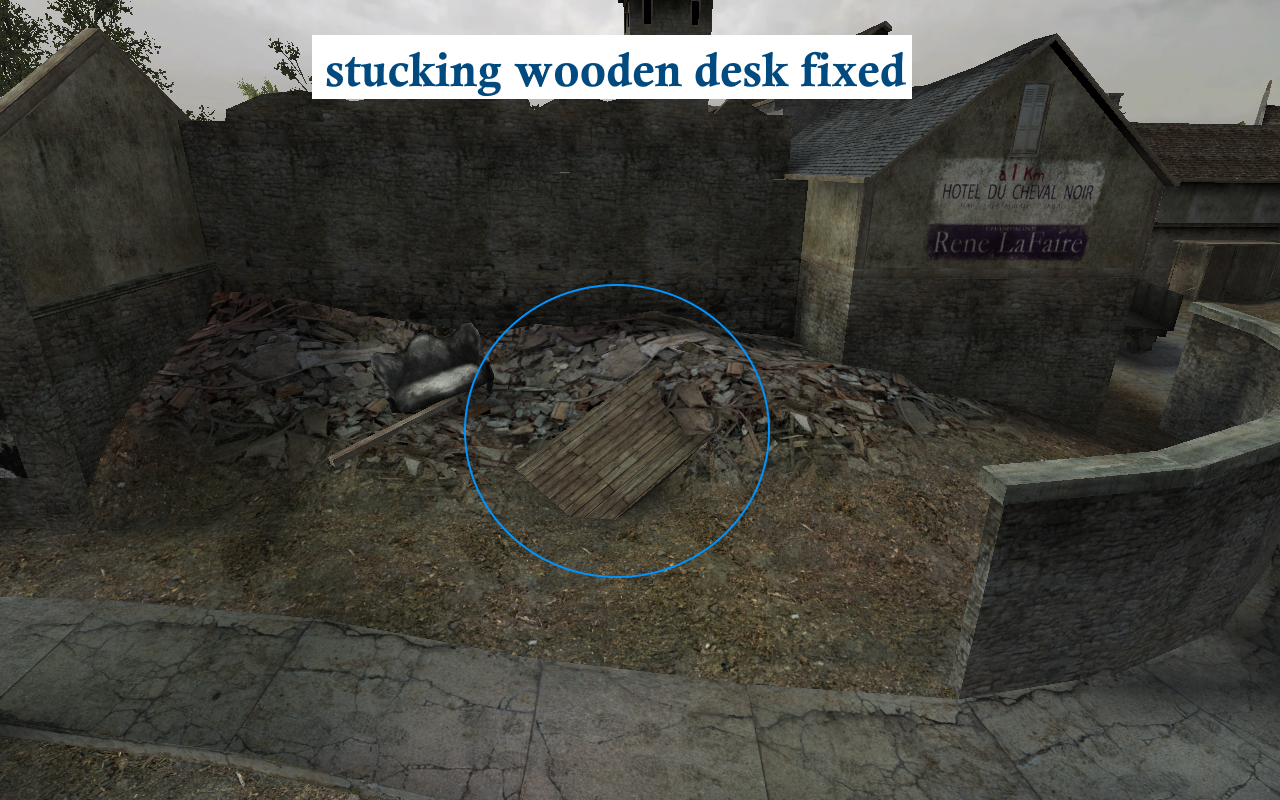 stucking wooden desk fixed
à 1 Km
HOTEL DU CHEVAL NOIR
Rene LaFaire